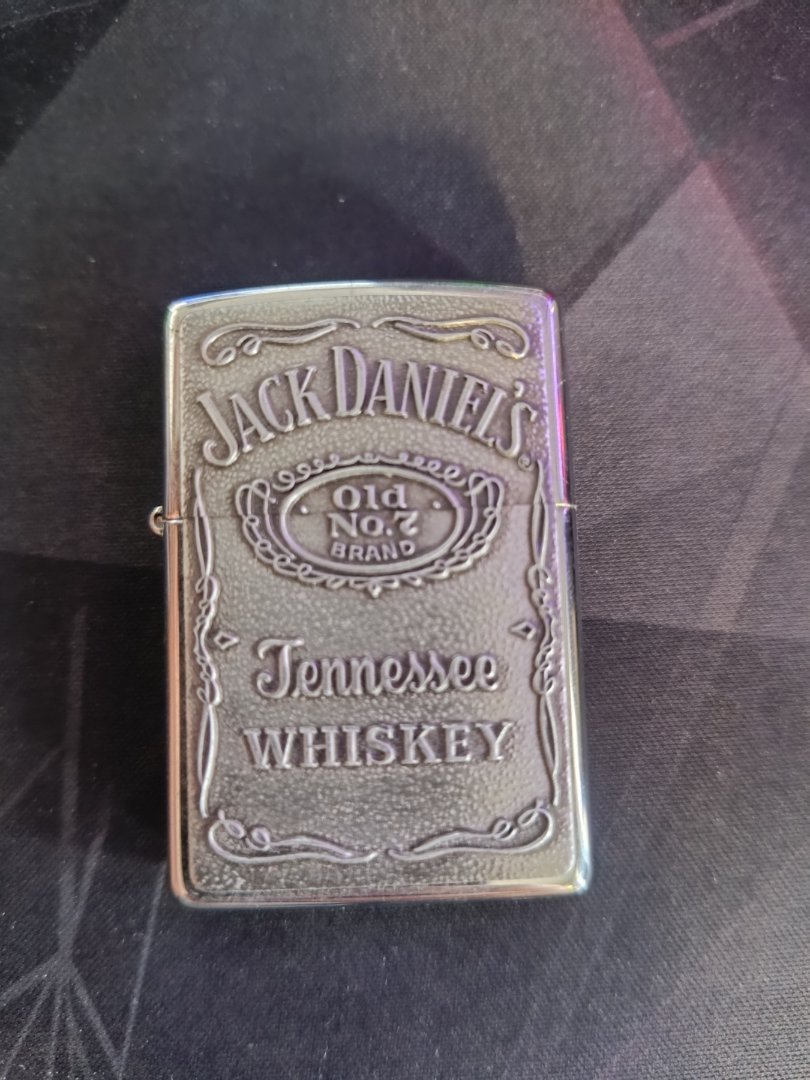 JACK DANIEL'S
Old
No.7
BRAND
Tennessee
WHISKEY